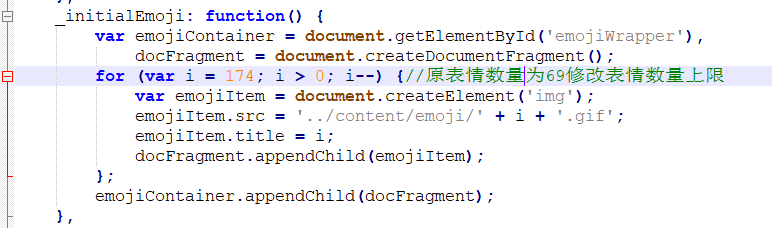 _initialEmoji: function() {
var emojiContainer = document.getElementById('emojiWrapper'),
docFragment = document.createDocumentFragment();
for (var i = 174; i > 0; i--) {//原表情数量为69修改表情数量上限
var emojiItem = document.createElement('img');
emojiItem.src = '../content/emoji/' + i + '.gif';
emojiItem.title = i;
docFragment.appendChild(emojiItem);
};
emojiContainer.appendChild(docFragment);
},